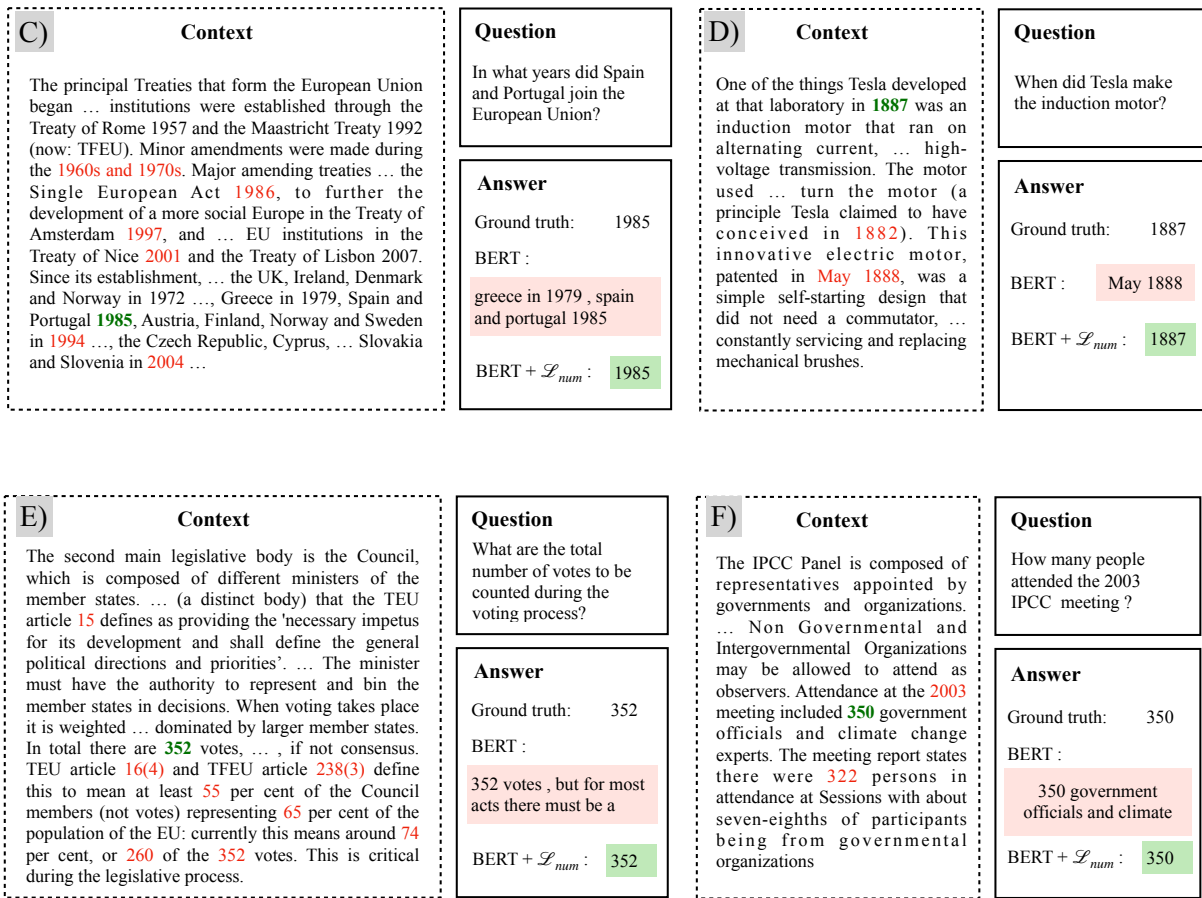 C)
Context
The principal Treaties that form the European Union
began … institutions were established through the
Treaty of Rome 1957 and the Maastricht Treaty 1992
(now: TFEU). Minor amendments were made during
the 1960s and 1970s. Major amending treaties … the
Single European Act 1986, to further the
development of a more social Europe in the Treaty of
Amsterdam 1997, and … EU institutions in the
Treaty of Nice 2001 and the Treaty of Lisbon 2007.
Since its establishment, … the UK, Ireland, Denmark
and Norway in 1972 …, Greece in 1979, Spain and
Portugal 1985, Austria, Finland, Norway and Sweden
in 1994 …, the Czech Republic, Cyprus, … Slovakia
and Slovenia in 2004 …
Question
In what years did Spain
and Portugal join the
European Union?
Answer
Ground truth: 1985
BERT :
greece in 1979 , spain
and portugal 1985
BERT + ℒnum : 1985
D)
Context
One of the things Tesla developed
at that laboratory in 1887 was an
induction motor that ran on
alternating current, … high-
voltage transmission. The motor
used … turn the motor (a
principle Tesla claimed to have
conceived in 1882). This
innovative electric motor,
patented in May 1888, was a
simple self-starting design that
did not need a commutator, …
constantly servicing and replacing
mechanical brushes.
Question
When did Tesla make
the induction motor?
Answer
Ground truth: 1887
BERT : May 1888
BERT + ℒnum : 1887
E)
Context
The second main legislative body is the Council,
which is composed of different ministers of the
member states. … (a distinct body) that the TEU
article 15 defines as providing the 'necessary impetus
for its development and shall define the general
political directions and priorities’. … The minister
must have the authority to represent and bin the
member states in decisions. When voting takes place
it is weighted … dominated by larger member states.
In total there are 352 votes, … , if not consensus.
TEU article 16(4) and TFEU article 238(3) define
this to mean at least 55 per cent of the Council
members (not votes) representing 65 per cent of the
population of the EU: currently this means around 74
per cent, or 260 of the 352 votes. This is critical
during the legislative process.
Question
What are the total
number of votes to be
counted during the
voting process?
Answer
Ground truth: 352
BERT :
352 votes , but for most
acts there must be a
BERT + ℒnum : 352
F)
Context
The IPCC Panel is composed of
representatives appointed by
governments and organizations.
… Non Governmental and
Intergovernmental Organizations
may be allowed to attend as
observers. Attendance at the 2003
meeting included 350 government
officials and climate change
experts. The meeting report states
there were 322 persons in
attendance at Sessions with about
seven-eighths of participants
being from governmental
organizations
Question
How many people
attended the 2003
IPCC meeting ?
Answer
Ground truth: 350
BERT :
350 government
officials and climate
BERT + ℒnum : 350